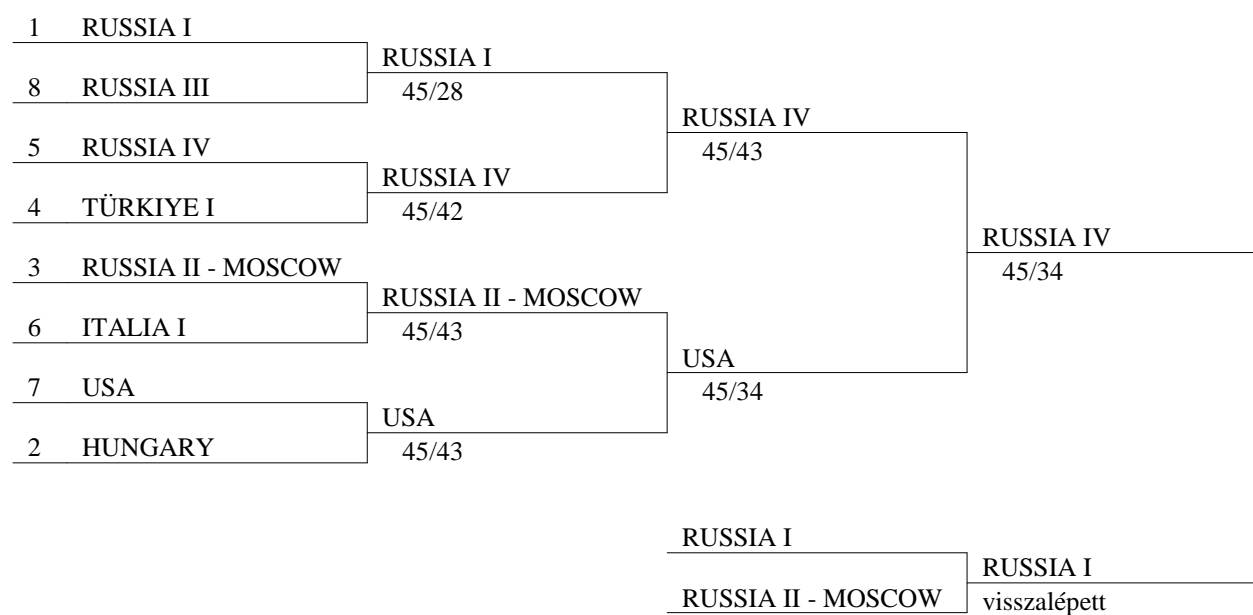 1 RUSSIA I
RUSSIA I
8 RUSSIA III
45/28
RUSSIA IV
5 RUSSIA IV
45/43
RUSSIA IV
4 TÜRKIYE I
45/42
RUSSIA IV
3 RUSSIA II - MOSCOW
45/34
RUSSIA II - MOSCOW
6 ITALIA I
45/43
USA
7 USA
45/34
USA
2 HUNGARY
45/43
RUSSIA I
RUSSIA I
RUSSIA II - MOSCOW
visszalépett